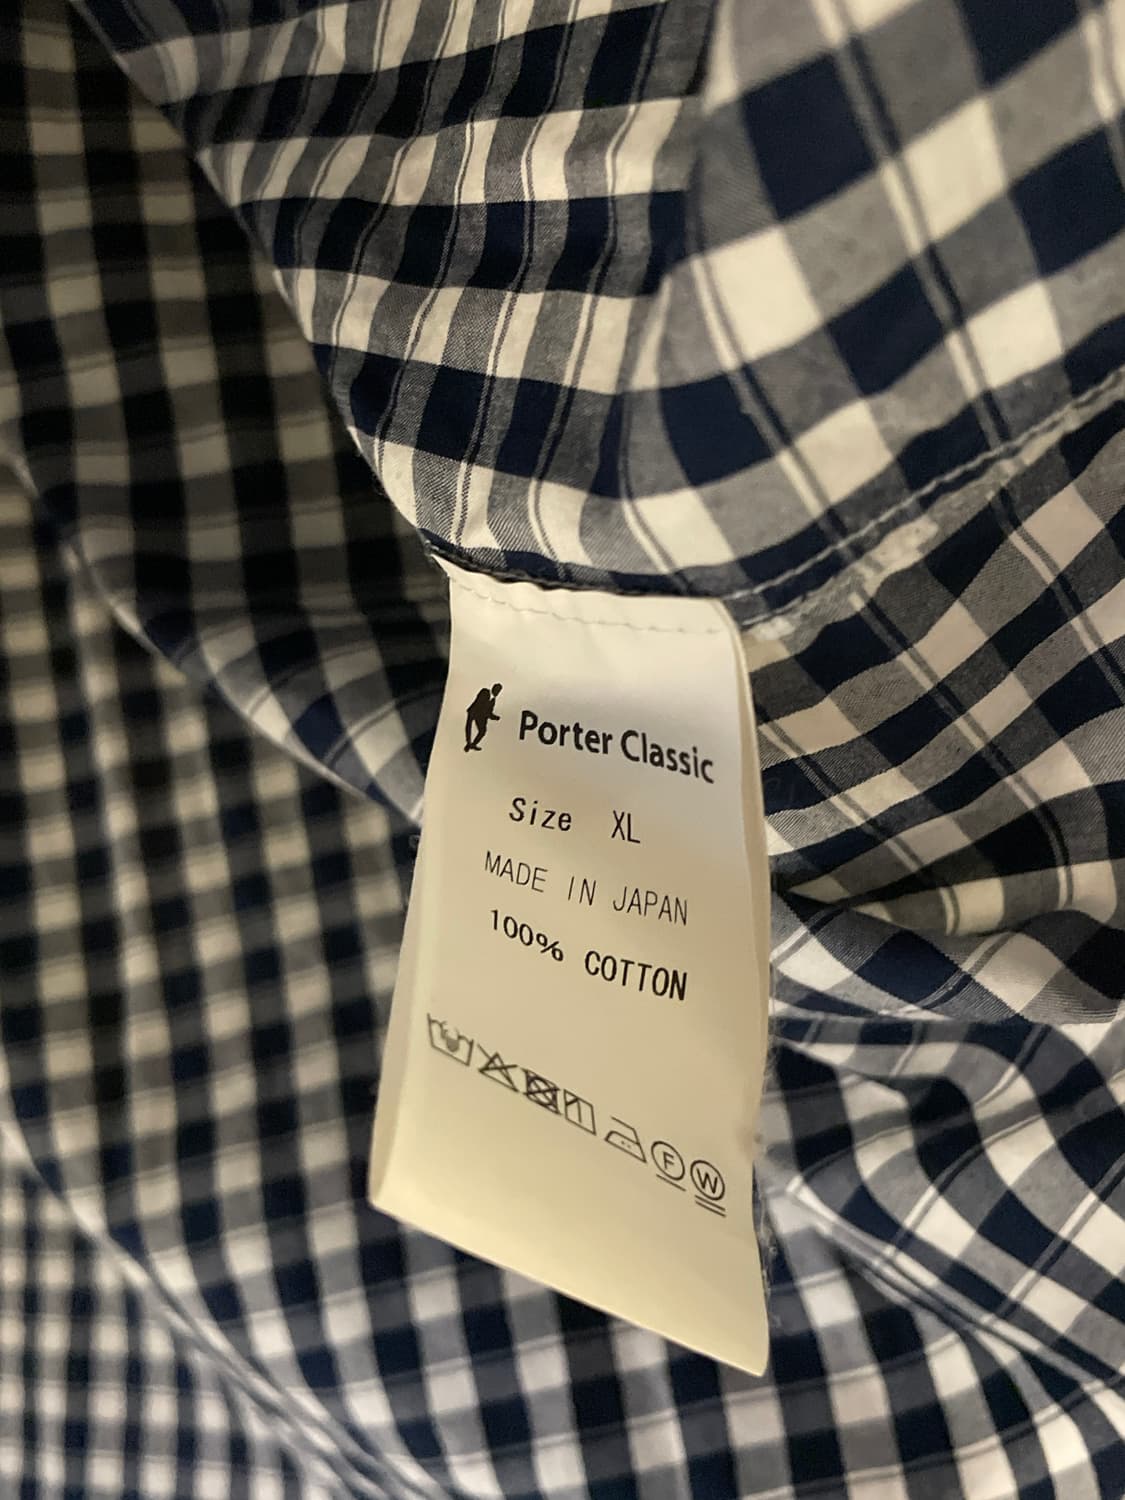 Porter Classic
Size XL
MADE IN JAPAN
100% COTTON
F W